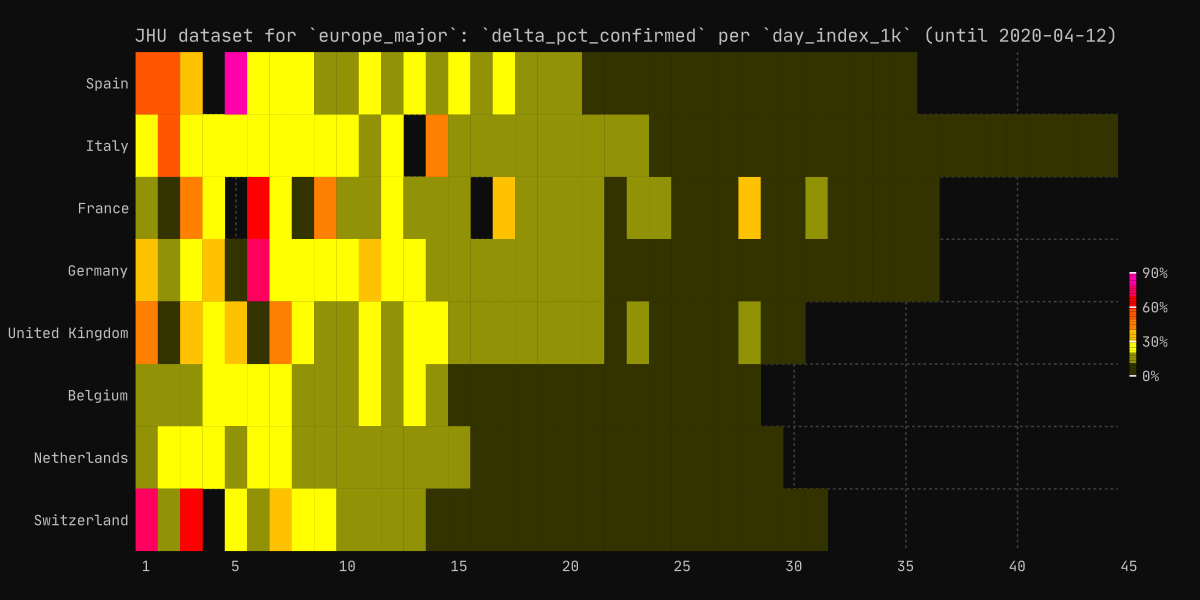 JHU dataset for `europe_major`: `delta_pct_confirmed` per `day_index_1k` (until 2020-04-12)
Spain
Italy
France
Germany
United Kingdom
Belgium
Netherlands
Switzerland
90%
60%
30%
0%
1 5 10 15 20 25 30 35 40 45